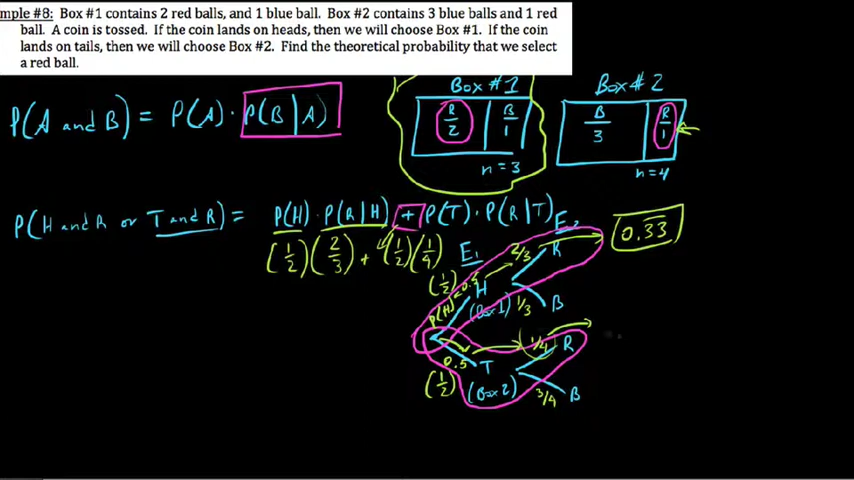 mple #8: Box #1 contains 2 red balls, and 1 blue ball. Box #2 contains 3 blue balls and 1 red
ball. A coin is tossed. If the coin lands on heads, then we will choose Box #1. If the coin
lands on tails, then we will choose Box #2. Find the theoretical probability that we select
a red ball.
Box #1 Box #2
P(A and B) = P(A) · P(B | A)
R B B R
2 1 3 1
n = 3 n = 4
P(H and R or T and R) = P(H) · P(R | H) + P(T) · P(R | T)
(1/2)(2/3) + (1/2)(1/4) E1 E2 0.33
2/3 R
(1/2) 0.5 H
P(H) (Box 1) 1/3 B
1/4 R
0.5 T
(1/2) (Box 2) 3/4 B